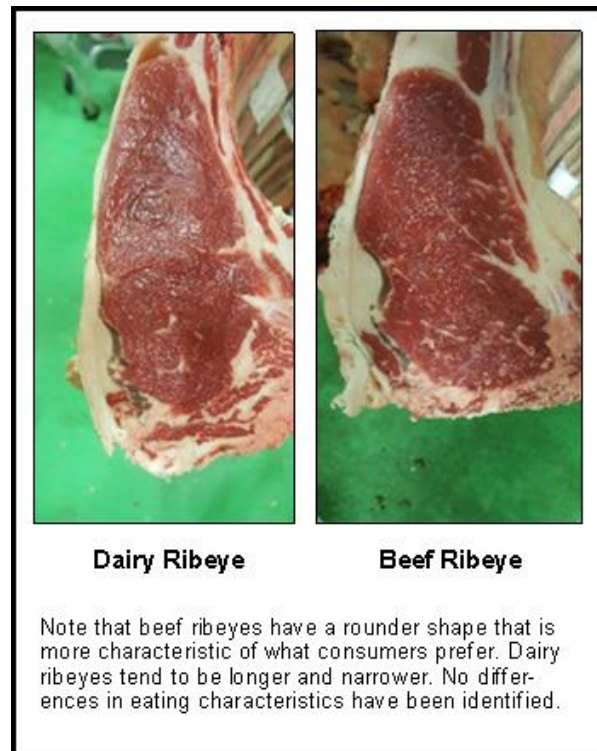 Dairy Ribeye
Beef Ribeye
Note that beef ribeyes have a rounder shape that is
more characteristic of what consumers prefer. Dairy
ribeyes tend to be longer and narrower. No differ-
ences in eating characteristics have been identified.